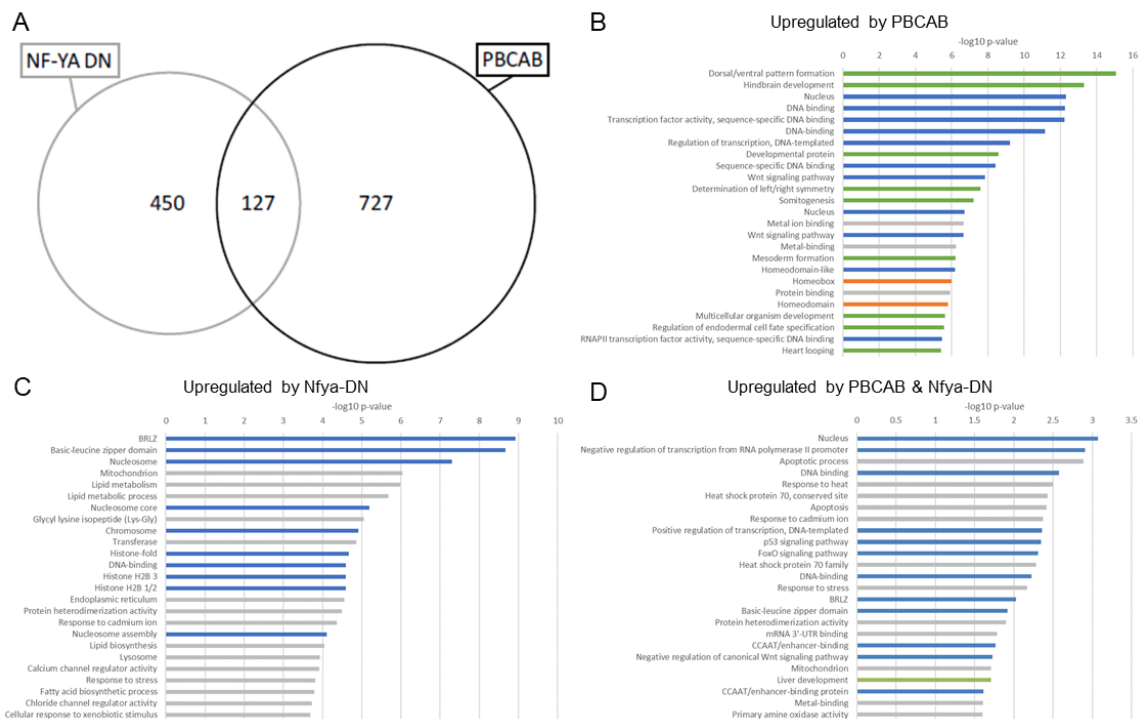 A
NF-YA DN
PBCAB
450
127
727
B
Upregulated by PBCAB
-log10 p-value
0 2 4 6 8 10 12 14 16
Dorsal/ventral pattern formation
Hindbrain development
Nucleus
DNA binding
Transcription factor activity, sequence-specific DNA binding
DNA-binding
Regulation of transcription, DNA-templated
Developmental protein
Sequence-specific DNA binding
Wnt signaling pathway
Determination of left/right symmetry
Somitogenesis
Nucleus
Metal ion binding
Wnt signaling pathway
Metal-binding
Mesoderm formation
Homeodomain-like
Homeobox
Protein binding
Homeodomain
Multicellular organism development
Regulation of endodermal cell fate specification
RNAPII transcription factor activity, sequence-specific DNA binding
Heart looping
C
Upregulated by Nfya-DN
-log10 p-value
0 1 2 3 4 5 6 7 8 9 10
BRLZ
Basic-leucine zipper domain
Nucleosome
Mitochondrion
Lipid metabolism
Lipid metabolic process
Nucleosome core
Glycyl lysine isopeptide (Lys-Gly)
Chromosome
Transferase
Histone-fold
DNA-binding
Histone H2B 3
Histone H2B 1/2
Endoplasmic reticulum
Protein heterodimerization activity
Response to cadmium ion
Nucleosome assembly
Lipid biosynthesis
Lysosome
Calcium channel regulator activity
Response to stress
Fatty acid biosynthetic process
Chloride channel regulator activity
Cellular response to xenobiotic stimulus
D
Upregulated by PBCAB & Nfya-DN
-log10 p-value
0 0.5 1 1.5 2 2.5 3 3.5
Nucleus
Negative regulation of transcription from RNA polymerase II promoter
Apoptotic process
DNA binding
Response to heat
Heat shock protein 70, conserved site
Apoptosis
Response to cadmium ion
Positive regulation of transcription, DNA-templated
p53 signaling pathway
FoxO signaling pathway
Heat shock protein 70 family
DNA-binding
Response to stress
BRLZ
Basic-leucine zipper domain
Protein heterodimerization activity
mRNA 3'-UTR binding
CCAAT/enhancer-binding
Negative regulation of canonical Wnt signaling pathway
Mitochondrion
Liver development
CCAAT/enhancer-binding protein
Metal-binding
Primary amine oxidase activity